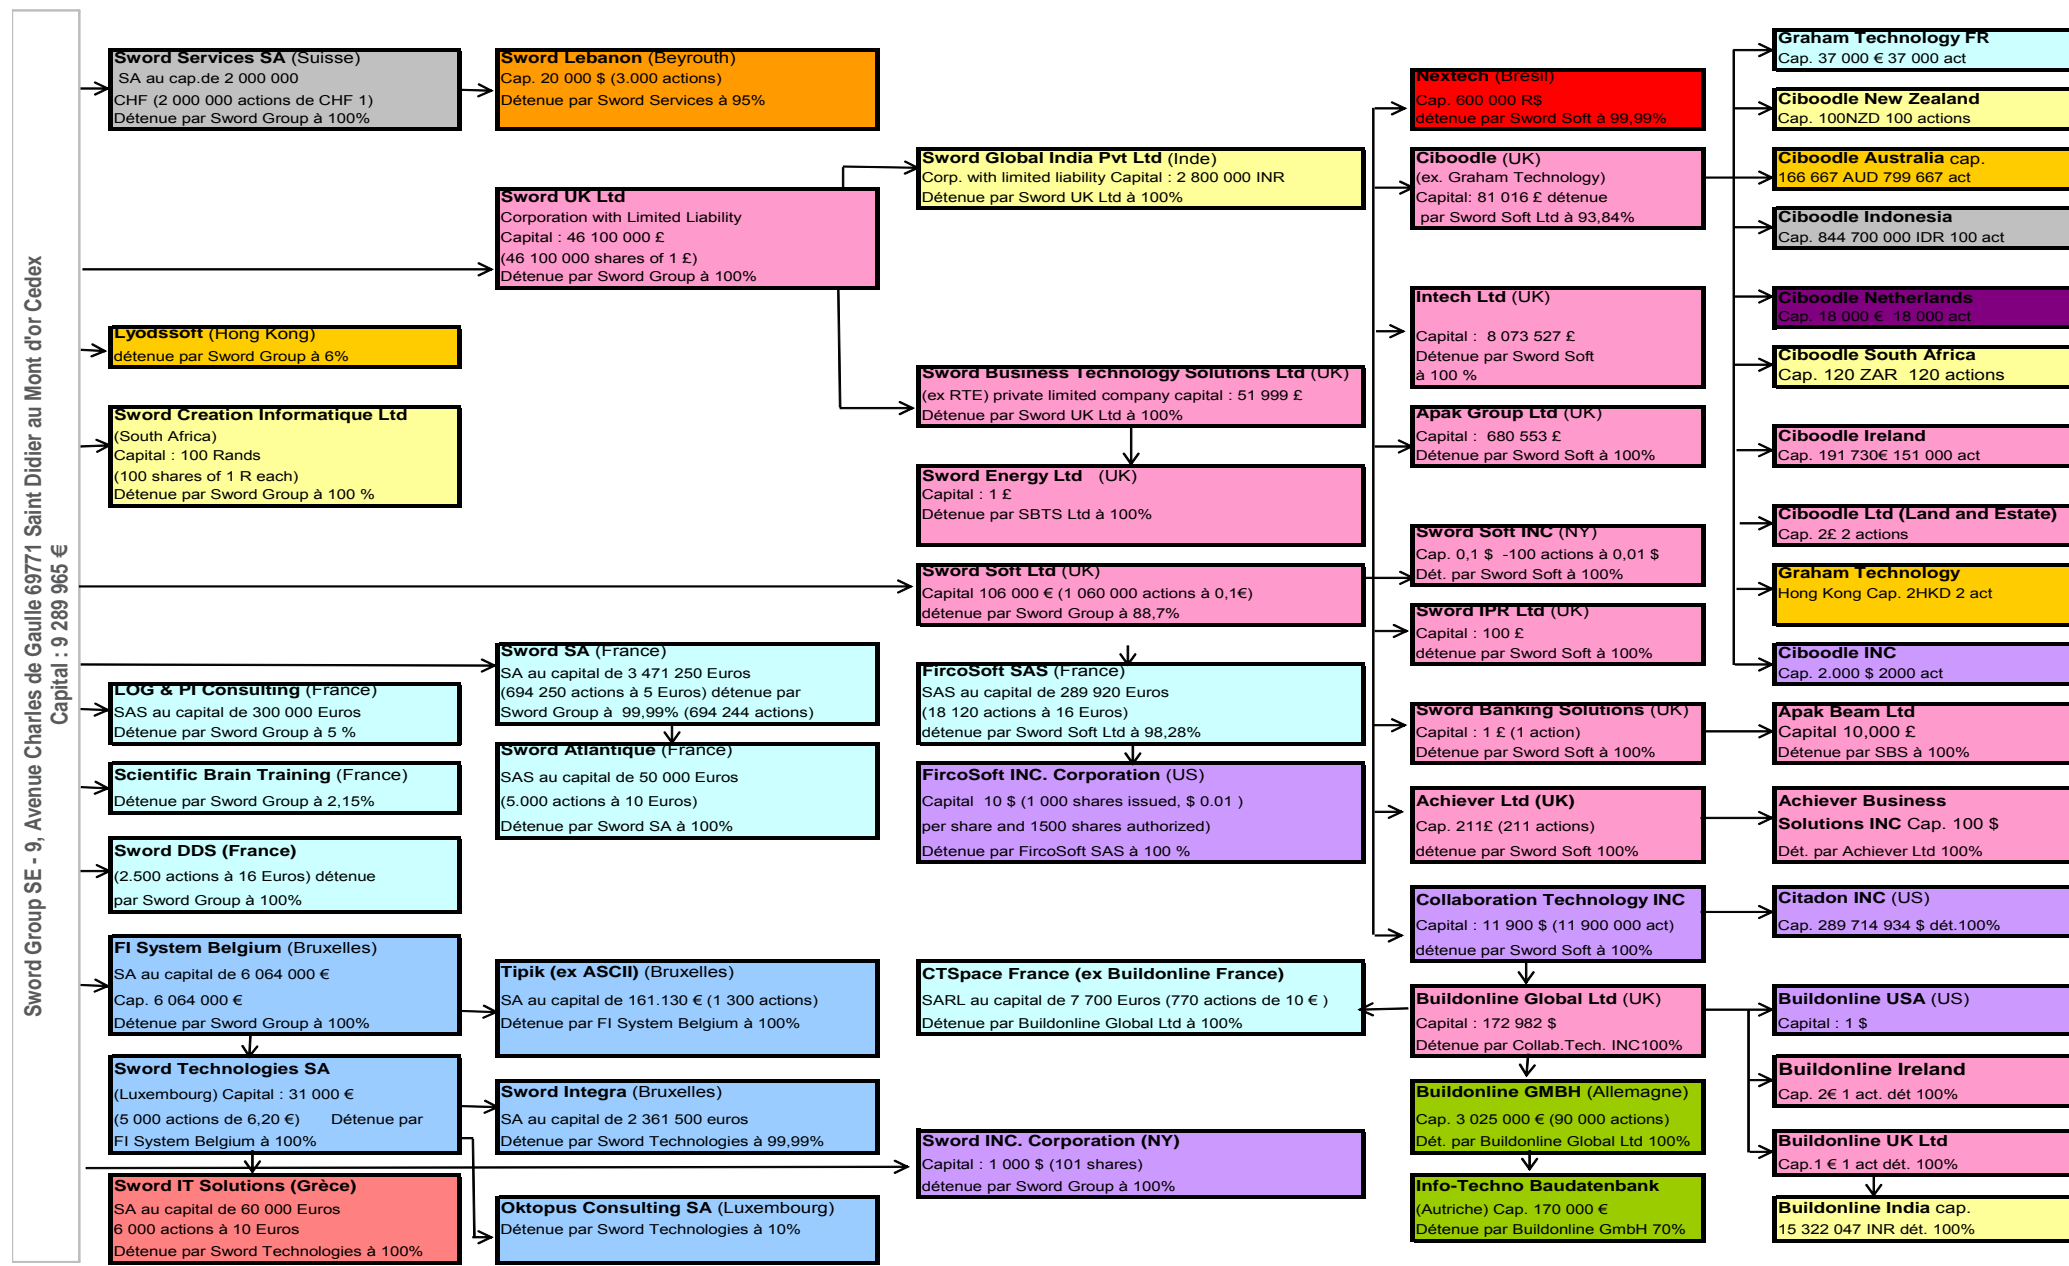 Sword Group SE - 9, Avenue Charles de Gaulle 69771 Saint Didier au Mont d'or Cedex
Capital : 9 289 965 €
Sword Services SA (Suisse)
SA au cap.de 2 000 000
CHF (2 000 000 actions de CHF 1)
Détenue par Sword Group à 100%
Lyodssoft (Hong Kong)
détenue par Sword Group à 6%
Sword Creation Informatique Ltd
(South Africa)
Capital : 100 Rands
(100 shares of 1 R each)
Détenue par Sword Group à 100 %
LOG & PI Consulting (France)
SAS au capital de 300 000 Euros
Détenue par Sword Group à 5 %
Scientific Brain Training (France)
Détenue par Sword Group à 2,15%
Sword DDS (France)
(2.500 actions à 16 Euros) détenue
par Sword Group à 100%
FI System Belgium (Bruxelles)
SA au capital de 6 064 000 €
Cap. 6 064 000 €
Détenue par Sword Group à 100%
Sword Technologies SA
(Luxembourg) Capital : 31 000 €
(5 000 actions de 6,20 €) Détenue par
FI System Belgium à 100%
Sword IT Solutions (Grèce)
SA au capital de 60 000 Euros
6 000 actions à 10 Euros
Détenue par Sword Technologies à 100%
Sword Lebanon (Beyrouth)
Cap. 20 000 $ (3.000 actions)
Détenue par Sword Services à 95%
Sword UK Ltd
Corporation with Limited Liability
Capital : 46 100 000 £
(46 100 000 shares of 1 £)
Détenue par Sword Group à 100%
Sword SA (France)
SA au capital de 3 471 250 Euros
(694 250 actions à 5 Euros) détenue par
Sword Group à 99,99% (694 244 actions)
Sword Atlantique (France)
SAS au capital de 50 000 Euros
(5.000 actions à 10 Euros)
Détenue par Sword SA à 100%
Tipik (ex ASCII) (Bruxelles)
SA au capital de 161.130 € (1 300 actions)
Détenue par FI System Belgium à 100%
Sword Integra (Bruxelles)
SA au capital de 2 361 500 euros
Détenue par Sword Technologies à 99,99%
Oktopus Consulting SA (Luxembourg)
Détenue par Sword Technologies à 10%
Sword Global India Pvt Ltd (Inde)
Corp. with limited liability Capital : 2 800 000 INR
Détenue par Sword UK Ltd à 100%
Sword Business Technology Solutions Ltd (UK)
(ex RTE) private limited company capital : 51 999 £
Détenue par Sword UK Ltd à 100%
Sword Energy Ltd (UK)
Capital : 1 £
Détenue par SBTS Ltd à 100%
Sword Soft Ltd (UK)
Capital 106 000 € (1 060 000 actions à 0,1€)
détenue par Sword Group à 88,7%
FircoSoft SAS (France)
SAS au capital de 289 920 Euros
(18 120 actions à 16 Euros)
détenue par Sword Soft Ltd à 98,28%
FircoSoft INC. Corporation (US)
Capital 10 $ (1 000 shares issued, $ 0.01 )
per share and 1500 shares authorized)
Détenue par FircoSoft SAS à 100 %
CTSpace France (ex Buildonline France)
SARL au capital de 7 700 Euros (770 actions de 10 € )
Détenue par Buildonline Global Ltd à 100%
Sword INC. Corporation (NY)
Capital : 1 000 $ (101 shares)
détenue par Sword Group à 100%
Nextech (Bresil)
Cap. 600 000 R$
détenue par Sword Soft à 99,99%
Ciboodle (UK)
(ex. Graham Technology)
Capital: 81 016 £ détenue
par Sword Soft Ltd à 93,84%
Intech Ltd (UK)
Capital : 8 073 527 £
Détenue par Sword Soft
à 100 %
Apak Group Ltd (UK)
Capital : 680 553 £
Détenue par Sword Soft à 100%
Sword Soft INC (NY)
Cap. 0,1 $ -100 actions à 0,01 $
Dét. par Sword Soft à 100%
Sword IPR Ltd (UK)
Capital : 100 £
détenue par Sword Soft à 100%
Sword Banking Solutions (UK)
Capital : 1 £ (1 action)
Détenue par Sword Soft à 100%
Achiever Ltd (UK)
Cap. 211£ (211 actions)
détenue par Sword Soft 100%
Collaboration Technology INC
Capital : 11 900 $ (11 900 000 act)
détenue par Sword Soft à 100%
Buildonline Global Ltd (UK)
Capital : 172 982 $
Détenue par Collab.Tech. INC100%
Buildonline GMBH (Allemagne)
Cap. 3 025 000 € (90 000 actions)
Dét. par Buildonline Global Ltd 100%
Info-Techno Baudatenbank
(Autriche) Cap. 170 000 €
Détenue par Buildonline GmbH 70%
Graham Technology FR
Cap. 37 000 € 37 000 act
Ciboodle New Zealand
Cap. 100NZD 100 actions
Ciboodle Australia cap.
166 667 AUD 799 667 act
Ciboodle Indonesia
Cap. 844 700 000 IDR 100 act
Ciboodle Netherlands
Cap. 18 000 € 18 000 act
Ciboodle South Africa
Cap. 120 ZAR 120 actions
Ciboodle Ireland
Cap. 191 730€ 151 000 act
Ciboodle Ltd (Land and Estate)
Cap. 2£ 2 actions
Graham Technology
Hong Kong Cap. 2HKD 2 act
Ciboodle INC
Cap. 2.000 $ 2000 act
Apak Beam Ltd
Capital 10,000 £
Détenue par SBS à 100%
Achiever Business
Solutions INC Cap. 100 $
Dét. par Achiever Ltd 100%
Citadon INC (US)
Cap. 289 714 934 $ dét.100%
Buildonline USA (US)
Capital : 1 $
Buildonline Ireland
Cap. 2€ 1 act. dét 100%
Buildonline UK Ltd
Cap.1 € 1 act dét. 100%
Buildonline India cap.
15 322 047 INR dét. 100%